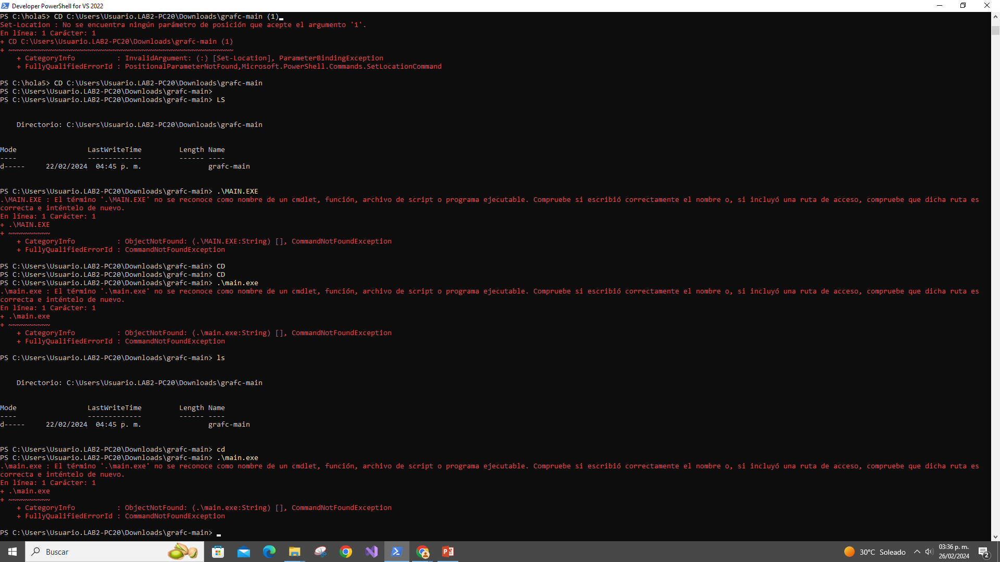 Developer PowerShell for VS 2022
PS C:\hola5> CD C:\Users\Usuario.LAB2-PC20\Downloads\grafc-main (1)
Set-Location : No se encuentra ningún parámetro de posición que acepte el argumento '1'.
En línea: 1 Carácter: 1
+ CD C:\Users\Usuario.LAB2-PC20\Downloads\grafc-main (1)
+ ~~~~~~~~~~~~~~~~~~~~~~~~~~~~~~~~~~~~~~~~~~~~~~~~~~~~~~
+ CategoryInfo : InvalidArgument: (:) [Set-Location], ParameterBindingException
+ FullyQualifiedErrorId : PositionalParameterNotFound,Microsoft.PowerShell.Commands.SetLocationCommand
PS C:\hola5> CD C:\Users\Usuario.LAB2-PC20\Downloads\grafc-main
PS C:\Users\Usuario.LAB2-PC20\Downloads\grafc-main>
PS C:\Users\Usuario.LAB2-PC20\Downloads\grafc-main> LS
Directorio: C:\Users\Usuario.LAB2-PC20\Downloads\grafc-main
Mode LastWriteTime Length Name
---- ------------- ------ ----
d----- 22/02/2024 04:45 p. m. grafc-main
PS C:\Users\Usuario.LAB2-PC20\Downloads\grafc-main> .\MAIN.EXE
.\MAIN.EXE : El término '.\MAIN.EXE' no se reconoce como nombre de un cmdlet, función, archivo de script o programa ejecutable. Compruebe si escribió correctamente el nombre o, si incluyó una ruta de acceso, compruebe que dicha ruta es
correcta e inténtelo de nuevo.
En línea: 1 Carácter: 1
+ .\MAIN.EXE
+ ~~~~~~~~~~
+ CategoryInfo : ObjectNotFound: (.\MAIN.EXE:String) [], CommandNotFoundException
+ FullyQualifiedErrorId : CommandNotFoundException
PS C:\Users\Usuario.LAB2-PC20\Downloads\grafc-main> CD
PS C:\Users\Usuario.LAB2-PC20\Downloads\grafc-main> CD
PS C:\Users\Usuario.LAB2-PC20\Downloads\grafc-main> .\main.exe
.\main.exe : El término '.\main.exe' no se reconoce como nombre de un cmdlet, función, archivo de script o programa ejecutable. Compruebe si escribió correctamente el nombre o, si incluyó una ruta de acceso, compruebe que dicha ruta es
correcta e inténtelo de nuevo.
En línea: 1 Carácter: 1
+ .\main.exe
+ ~~~~~~~~~~
+ CategoryInfo : ObjectNotFound: (.\main.exe:String) [], CommandNotFoundException
+ FullyQualifiedErrorId : CommandNotFoundException
PS C:\Users\Usuario.LAB2-PC20\Downloads\grafc-main> ls
Directorio: C:\Users\Usuario.LAB2-PC20\Downloads\grafc-main
Mode LastWriteTime Length Name
---- ------------- ------ ----
d----- 22/02/2024 04:45 p. m. grafc-main
PS C:\Users\Usuario.LAB2-PC20\Downloads\grafc-main> cd
PS C:\Users\Usuario.LAB2-PC20\Downloads\grafc-main> .\main.exe
.\main.exe : El término '.\main.exe' no se reconoce como nombre de un cmdlet, función, archivo de script o programa ejecutable. Compruebe si escribió correctamente el nombre o, si incluyó una ruta de acceso, compruebe que dicha ruta es
correcta e inténtelo de nuevo.
En línea: 1 Carácter: 1
+ .\main.exe
+ ~~~~~~~~~~
+ CategoryInfo : ObjectNotFound: (.\main.exe:String) [], CommandNotFoundException
+ FullyQualifiedErrorId : CommandNotFoundException
PS C:\Users\Usuario.LAB2-PC20\Downloads\grafc-main>
Buscar
30°C Soleado
03:36 p. m.
26/02/2024
2